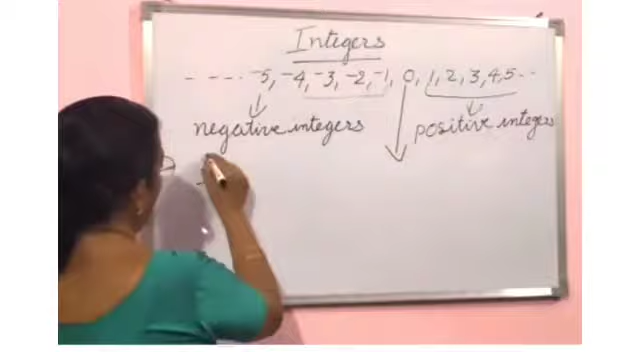 Integers
- - - -- -5, -4, -3, -2, -1, 0, 1, 2, 3, 4, 5 - -
negative integers positive integers